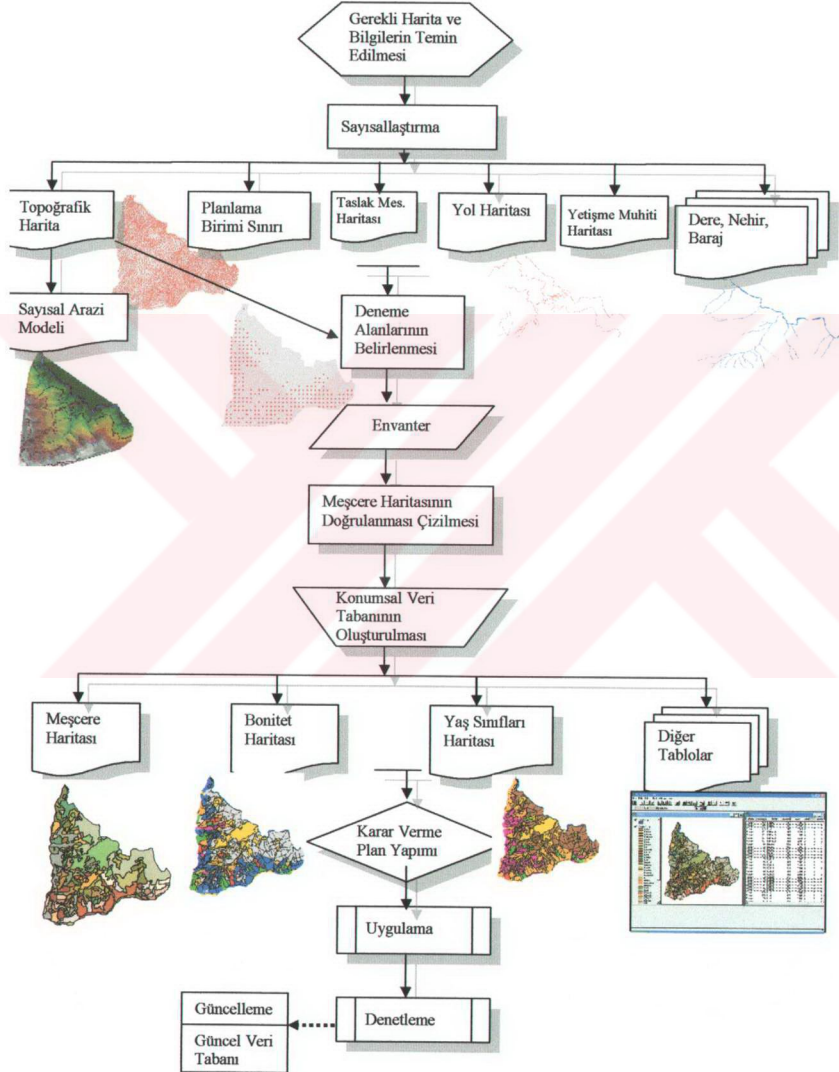 Gerekli Harita ve
Bilgilerin Temin
Edilmesi
Sayısallaştırma
Topoğrafik
Harita
Planlama
Birimi Sınırı
Taslak Mes.
Haritası
Yol Haritası
Yetişme Muhiti
Haritası
Dere, Nehir,
Baraj
Sayısal Arazi
Modeli
Deneme
Alanlarının
Belirlenmesi
Envanter
Meşcere Haritasının
Doğrulanması Çizilmesi
Konumsal Veri
Tabanının
Oluşturulması
Meşcere
Haritası
Bonitet
Haritası
Yaş Sınıfları
Haritası
Diğer
Tablolar
Karar Verme
Plan Yapımı
Uygulama
Denetleme
Güncelleme
Güncel Veri
Tabanı